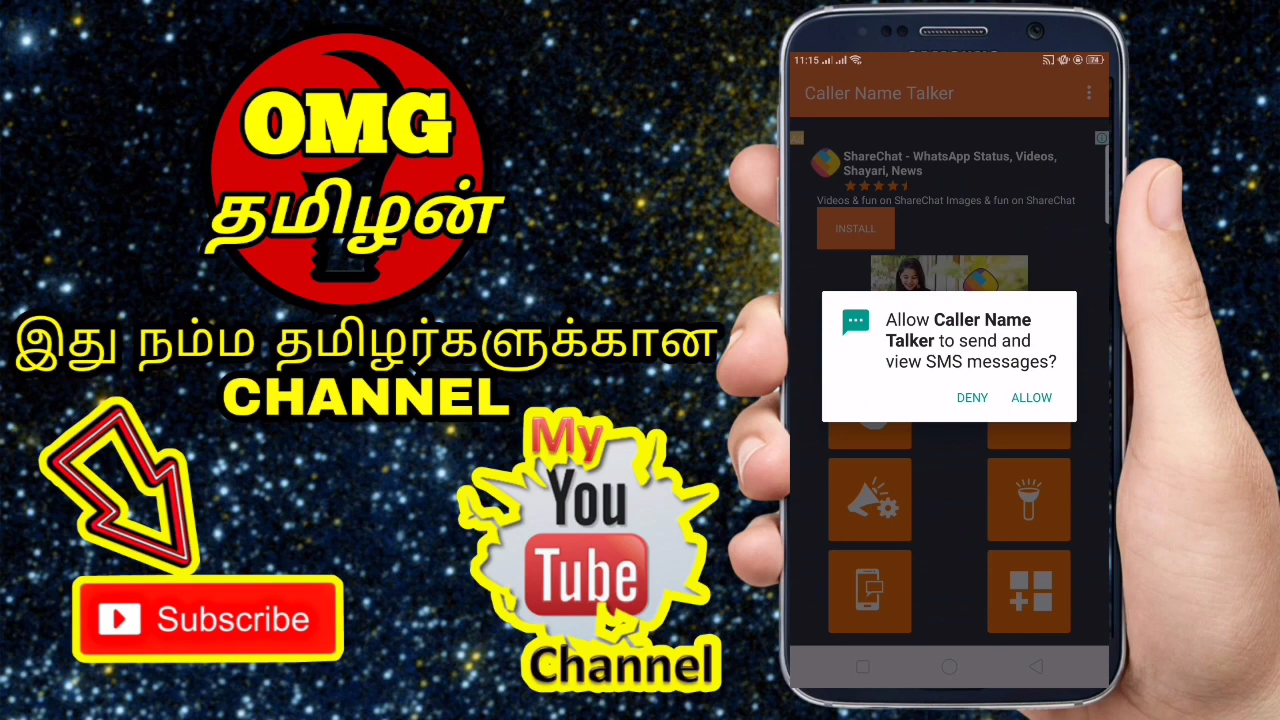 OMG
தமிழன்
இது நம்ம தமிழர்களுக்கான
CHANNEL
Subscribe
My
You
Tube
Channel
11:15
74
Caller Name Talker
ShareChat - WhatsApp Status, Videos,
Shayari, News
Videos & fun on ShareChat Images & fun on ShareChat
INSTALL
Allow Caller Name
Talker to send and
view SMS messages?
DENY ALLOW